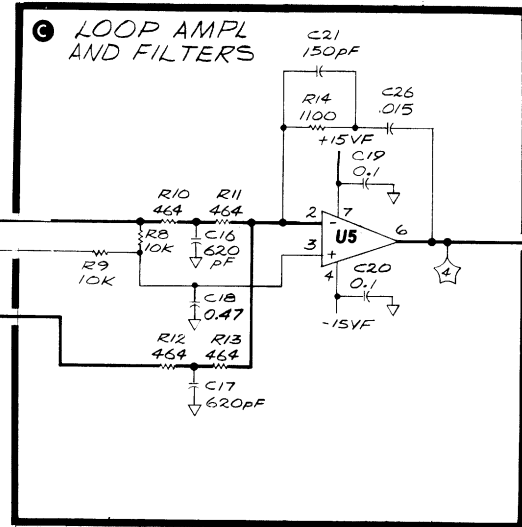 C LOOP AMPL
AND FILTERS
C21
150pF
R14
1100
C26
.015
+15VF
C19
0.1
R10
464
R11
464
R8
10K
C16
620
pF
R9
10K
2
7
3
4
6
-
+
U5
4
C20
0.1
C18
0.47
-15VF
R12
464
R13
464
C17
620pF